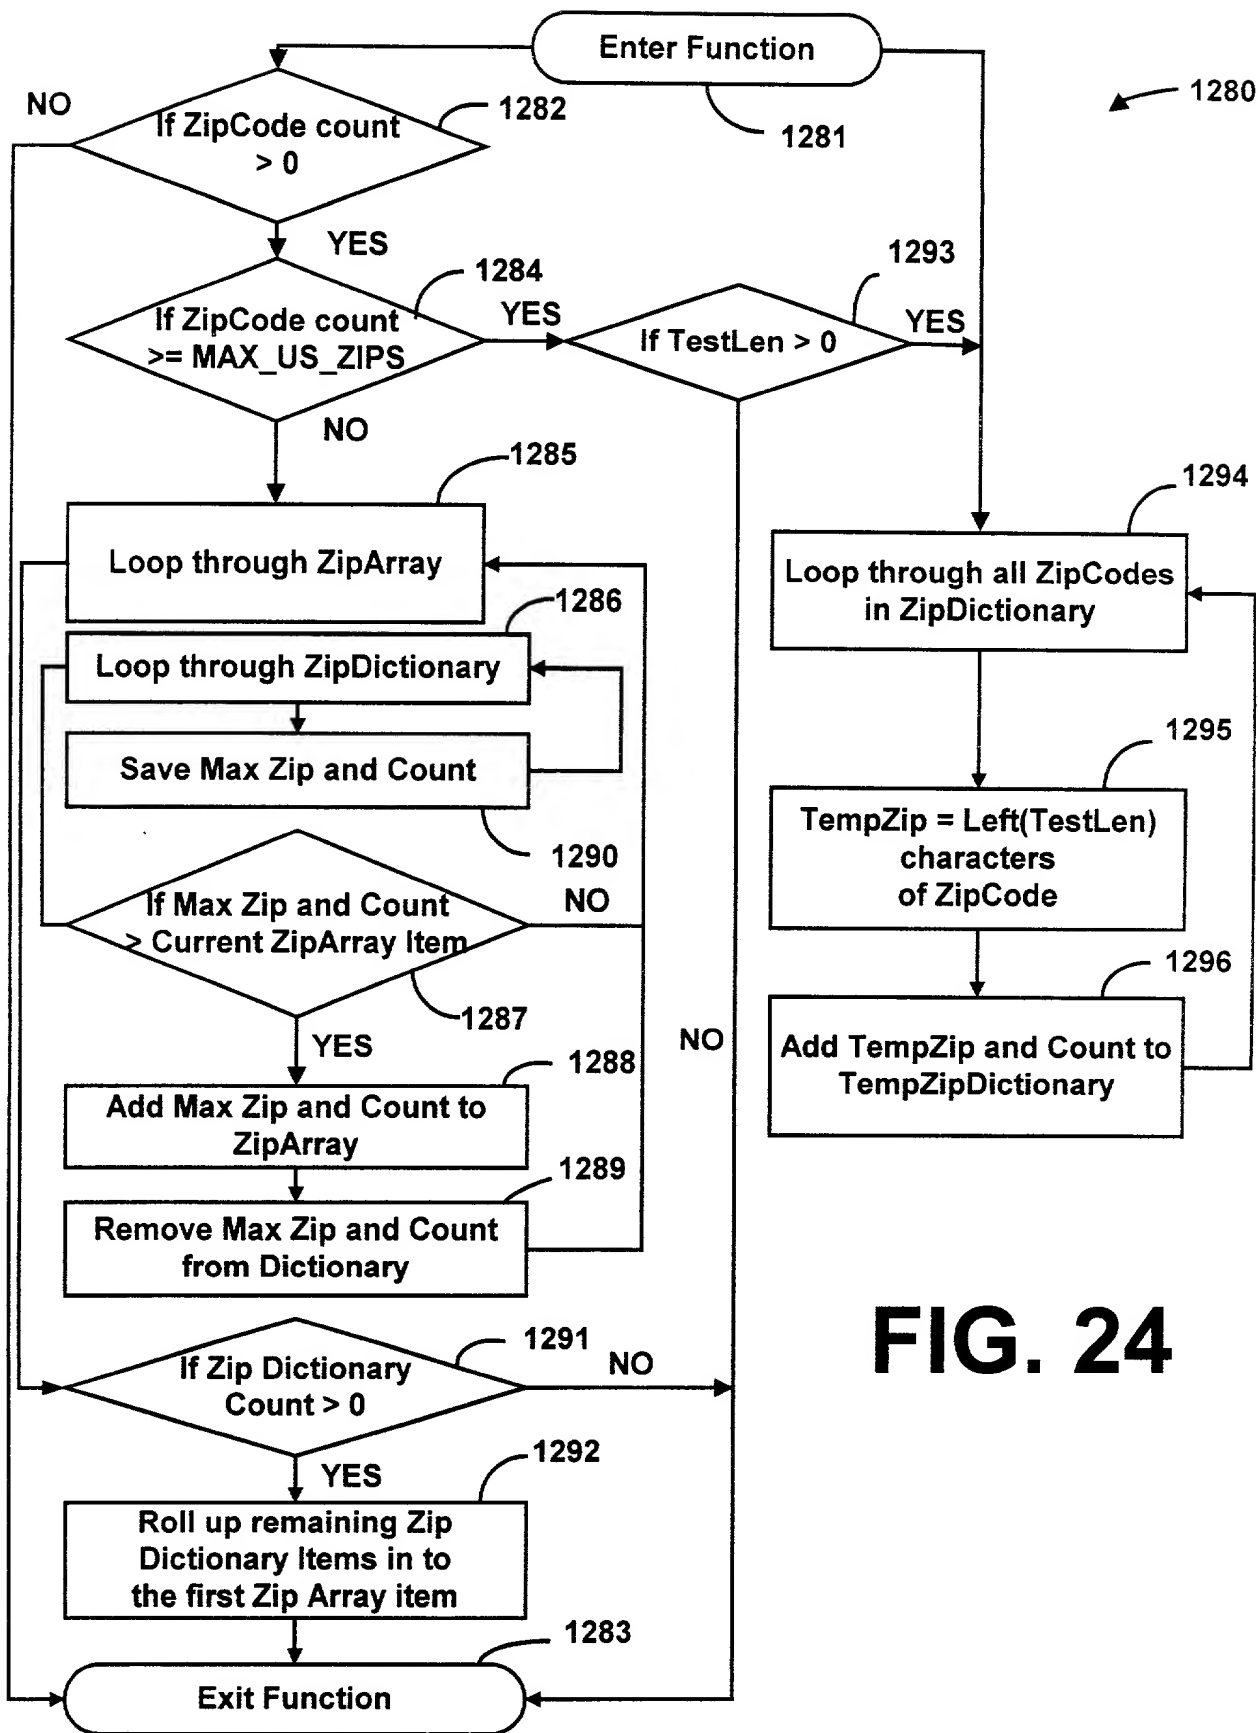 Enter Function
1280
NO
If ZipCode count
> 0
1282
1281
YES
If ZipCode count
>= MAX_US_ZIPS
1284
YES
If TestLen > 0
1293
YES
NO
1285
Loop through ZipArray
1294
Loop through all ZipCodes
in ZipDictionary
1286
Loop through ZipDictionary
Save Max Zip and Count
1290
1295
TempZip = Left(TestLen)
characters
of ZipCode
If Max Zip and Count
> Current ZipArray Item
NO
1287
YES
1296
Add TempZip and Count to
TempZipDictionary
NO
1288
Add Max Zip and Count to
ZipArray
1289
Remove Max Zip and Count
from Dictionary
1291
If Zip Dictionary
Count > 0
NO
FIG. 24
YES
1292
Roll up remaining Zip
Dictionary Items in to
the first Zip Array item
1283
Exit Function